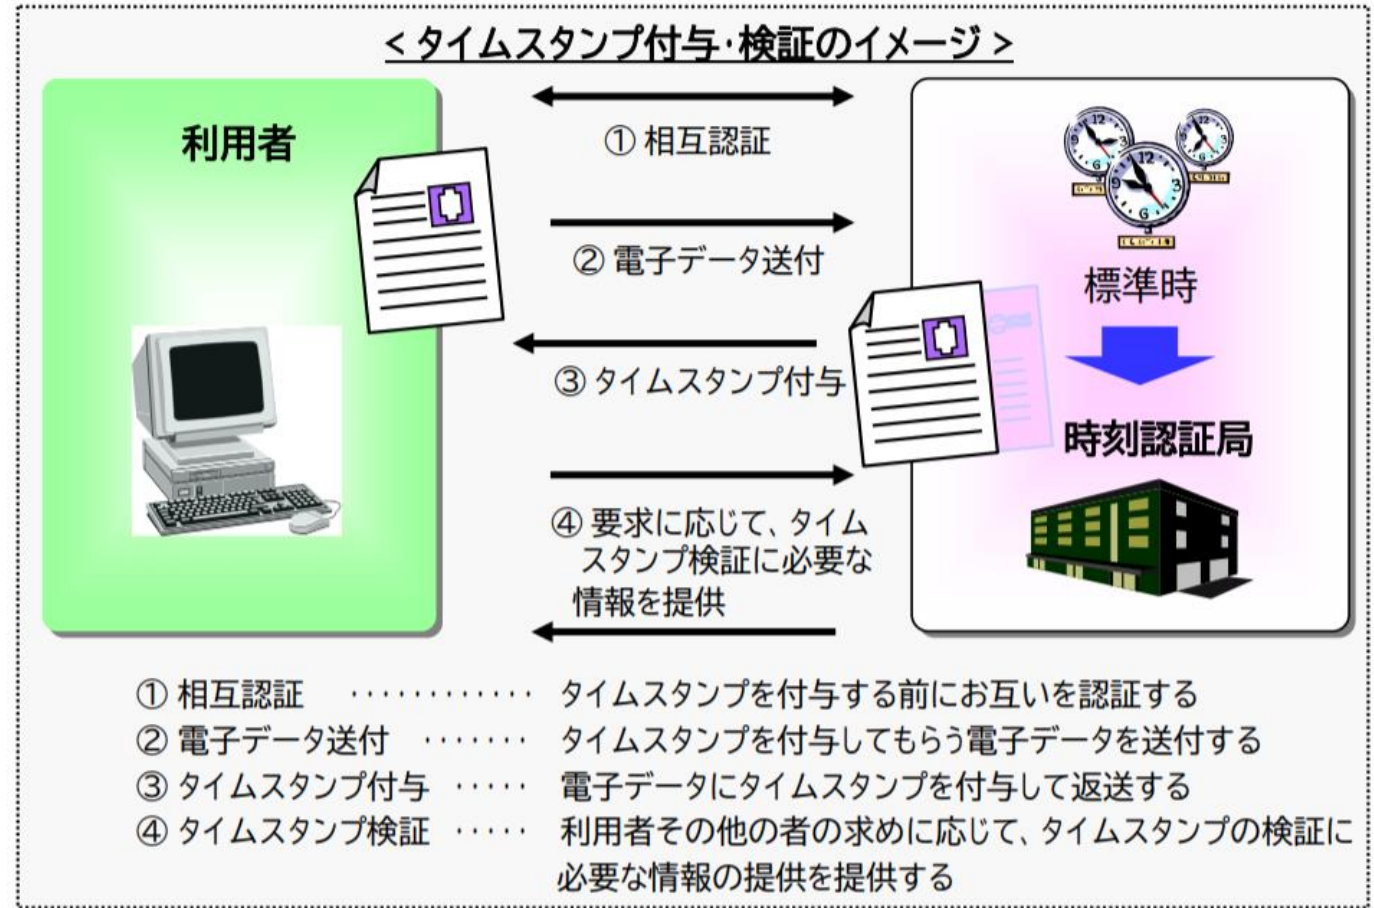 <タイムスタンプ付与･検証のイメージ>
利用者
① 相互認証
② 電子データ送付
③ タイムスタンプ付与
④ 要求に応じて、タイム
スタンプ検証に必要な
情報を提供
標準時
時刻認証局
① 相互認証 ············ タイムスタンプを付与する前にお互いを認証する
② 電子データ送付 ······· タイムスタンプを付与してもらう電子データを送付する
③ タイムスタンプ付与 ····· 電子データにタイムスタンプを付与して返送する
④ タイムスタンプ検証 ····· 利用者その他の者の求めに応じて、タイムスタンプの検証に
必要な情報の提供を提供する